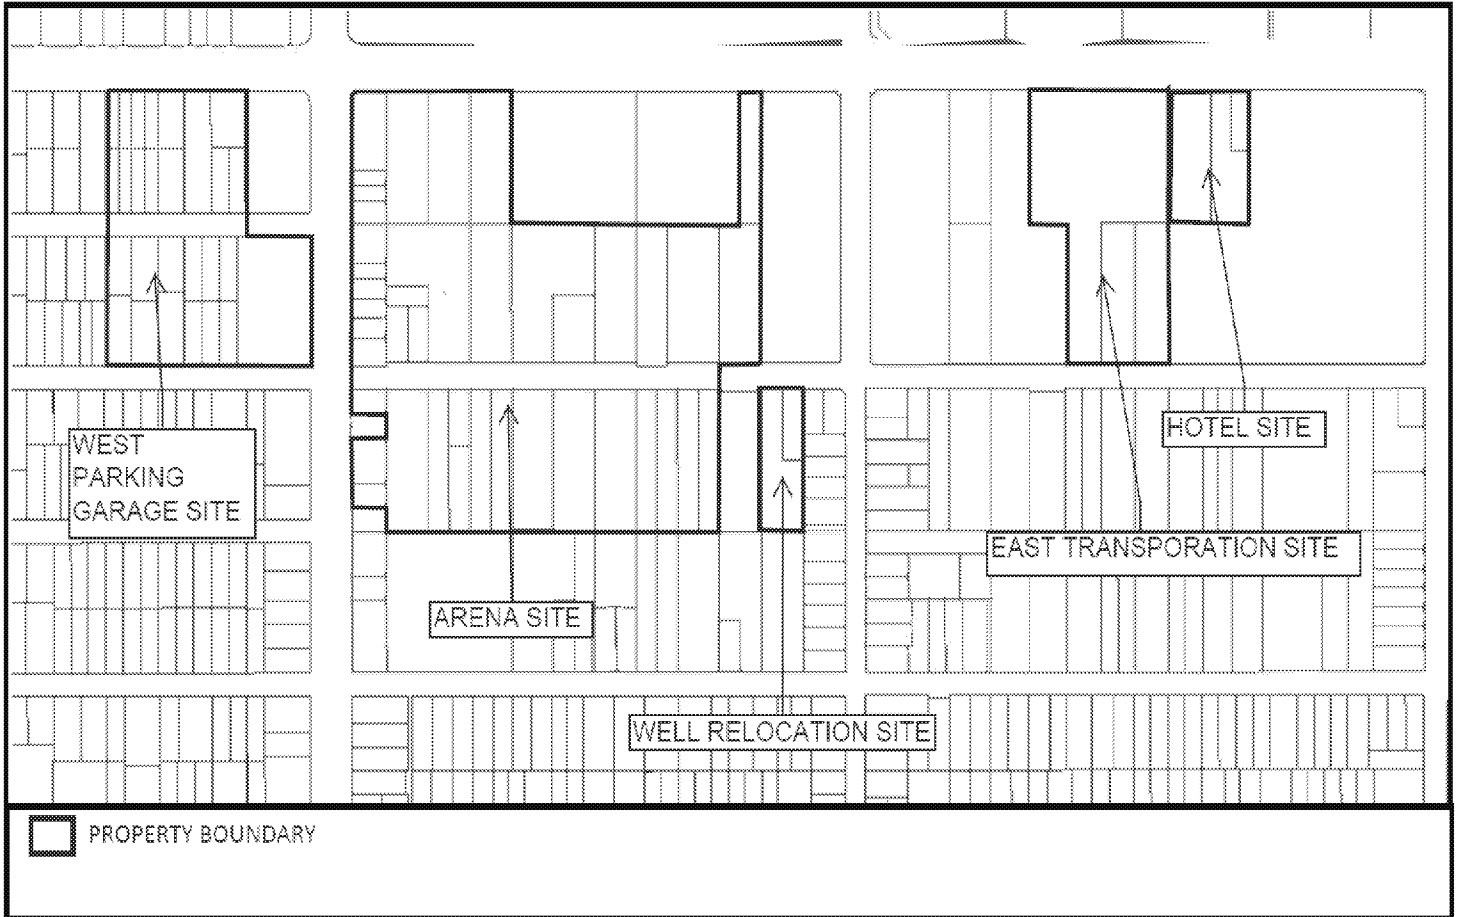 WEST
PARKING
GARAGE SITE
HOTEL SITE
EAST TRANSPORATION SITE
ARENA SITE
WELL RELOCATION SITE
PROPERTY BOUNDARY